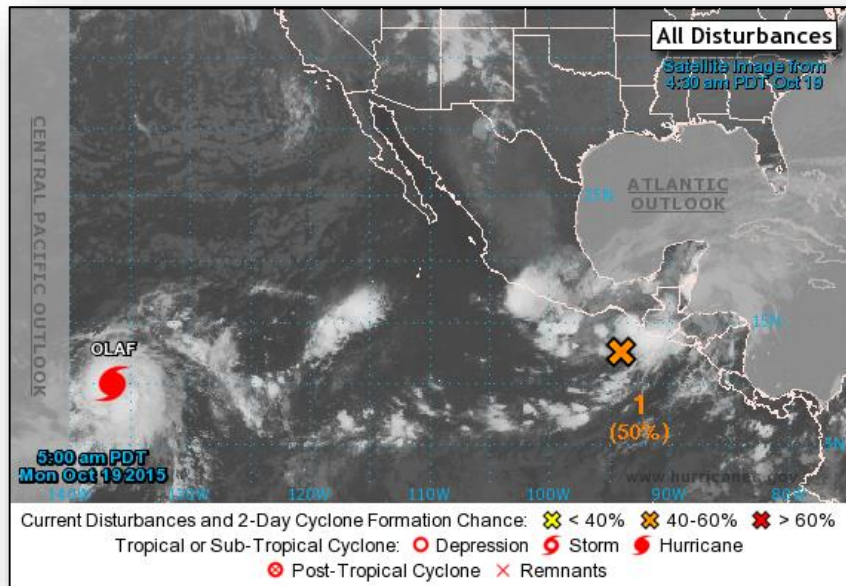 All Disturbances
Satellite Image from
4:30 am PDT Oct 19
CENTRAL PACIFIC OUTLOOK
25N
ATLANTIC
OUTLOOK
15N
OLAF
1
(50%)
5N
5:00 am PDT
Mon Oct 19 2015
www.hurricanes.gov
140W 130W 120W 110W 100W 90W 80W
Current Disturbances and 2-Day Cyclone Formation Chance: < 40% 40-60% > 60%
Tropical or Sub-Tropical Cyclone: Depression Storm Hurricane
Post-Tropical Cyclone Remnants